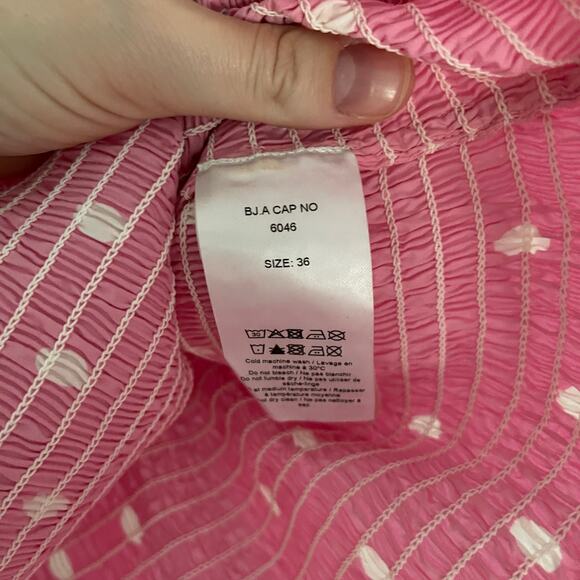 BJ.A CAP NO
6046
SIZE: 36
Cold machine wash / Lavage en
machine à 30°C
Do not bleach / Ne pas blanchir
Do not tumble dry / Ne pas utiliser de
sèche-linge
at medium temperature / Repasser
à température moyenne
dry clean / Ne pas nettoyer à
sec